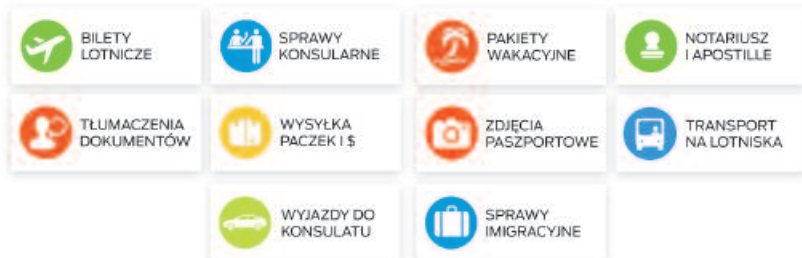 BILETY
LOTNICZE
SPRAWY
KONSULARNE
PAKIETY
WAKACYJNE
NOTARIUSZ
I APOSTILLE
TŁUMACZENIA
DOKUMENTÓW
WYSYŁKA
PACZEK I $
ZDJĘCIA
PASZPORTOWE
TRANSPORT
NA LOTNISKA
WYJAZDY DO
KONSULATU
SPRAWY
IMIGRACYJNE